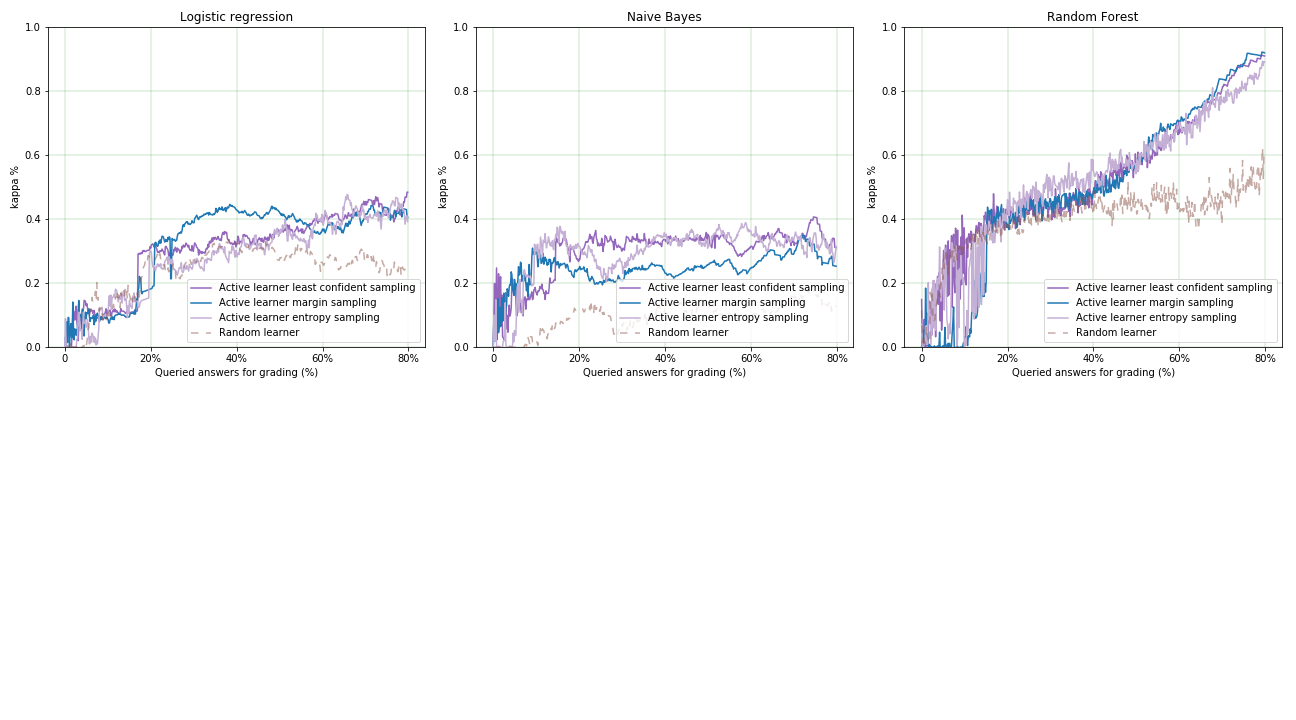 Logistic regression
1.0
0.8
0.6
0.4
0.2
0.0
kappa %
0 20% 40% 60% 80%
Queried answers for grading (%)
Active learner least confident sampling
Active learner margin sampling
Active learner entropy sampling
Random learner
Naive Bayes
1.0
0.8
0.6
0.4
0.2
0.0
kappa %
0 20% 40% 60% 80%
Queried answers for grading (%)
Active learner least confident sampling
Active learner margin sampling
Active learner entropy sampling
Random learner
Random Forest
1.0
0.8
0.6
0.4
0.2
0.0
kappa %
0 20% 40% 60% 80%
Queried answers for grading (%)
Active learner least confident sampling
Active learner margin sampling
Active learner entropy sampling
Random learner